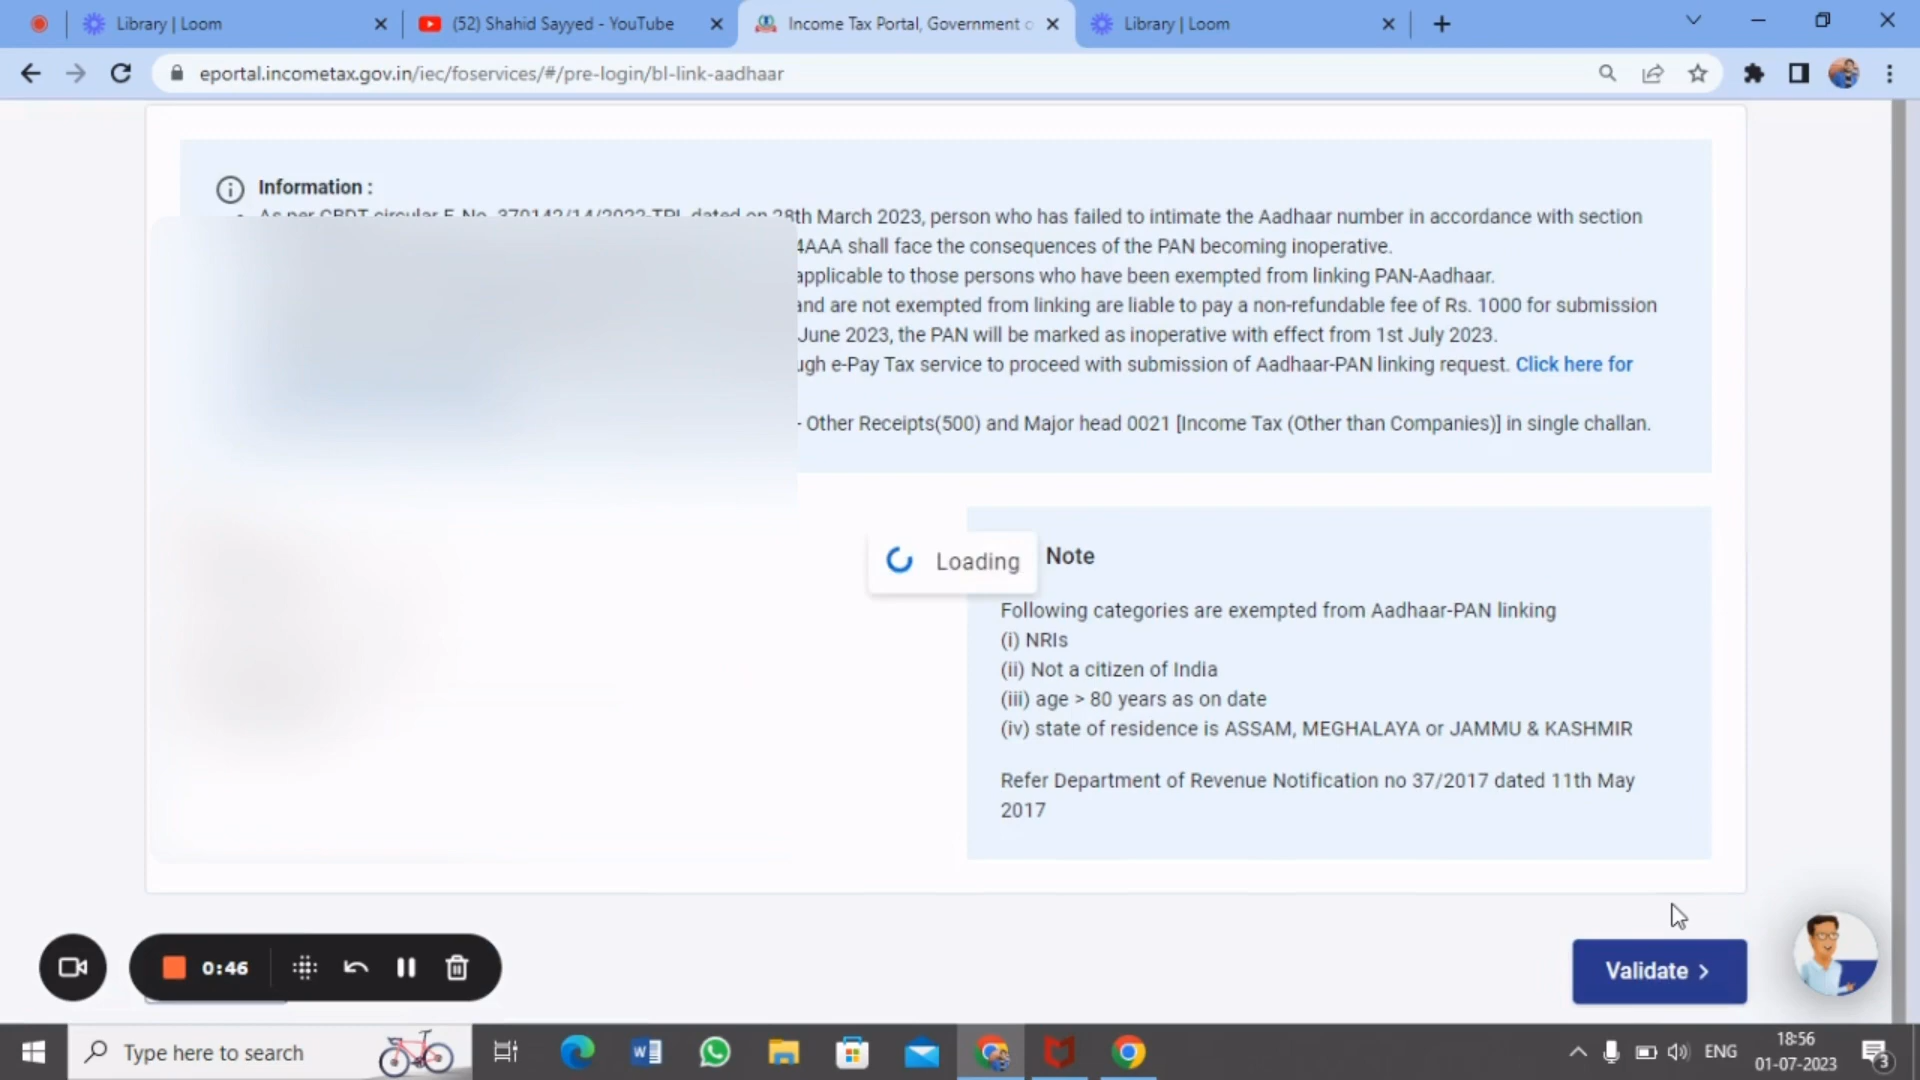 Library | Loom
(52) Shahid Sayyed - YouTube
Income Tax Portal, Government
Library | Loom
eportal.incometax.gov.in/iec/foservices/#/pre-login/bl-link-aadhaar
Information :
28th March 2023, person who has failed to intimate the Aadhaar number in accordance with section
4AAA shall face the consequences of the PAN becoming inoperative.
applicable to those persons who have been exempted from linking PAN-Aadhaar.
and are not exempted from linking are liable to pay a non-refundable fee of Rs. 1000 for submission
June 2023, the PAN will be marked as inoperative with effect from 1st July 2023.
ugh e-Pay Tax service to proceed with submission of Aadhaar-PAN linking request. Click here for
- Other Receipts(500) and Major head 0021 [Income Tax (Other than Companies)] in single challan.
Loading
Note
Following categories are exempted from Aadhaar-PAN linking
(i) NRIs
(ii) Not a citizen of India
(iii) age > 80 years as on date
(iv) state of residence is ASSAM, MEGHALAYA or JAMMU & KASHMIR
Refer Department of Revenue Notification no 37/2017 dated 11th May
2017
0:46
Validate >
Type here to search
ENG
18:56
01-07-2023
3